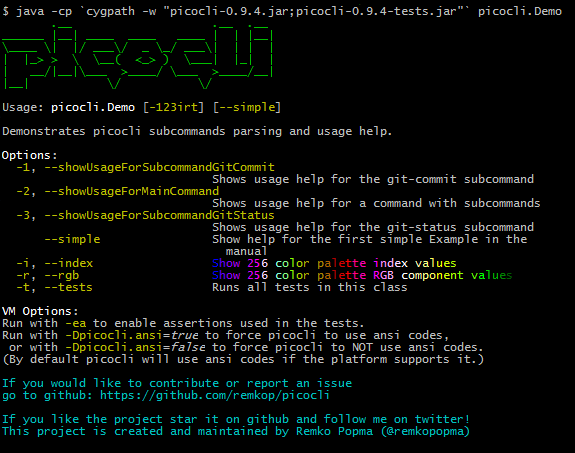 $ java -cp `cygpath -w "picocli-0.9.4.jar;picocli-0.9.4-tests.jar"` picocli.Demo
picocli
Usage: picocli.Demo [-123irt] [--simple]
Demonstrates picocli subcommands parsing and usage help.
Options:
-1, --showUsageForSubcommandGitCommit
Shows usage help for the git-commit subcommand
-2, --showUsageForMainCommand
Shows usage help for a command with subcommands
-3, --showUsageForSubcommandGitStatus
Shows usage help for the git-status subcommand
--simple Show help for the first simple Example in the
manual
-i, --index Show 256 color palette index values
-r, --rgb Show 256 color palette RGB component values
-t, --tests Runs all tests in this class
VM Options:
Run with -ea to enable assertions used in the tests.
Run with -Dpicocli.ansi=true to force picocli to use ansi codes,
or with -Dpicocli.ansi=false to force picocli to NOT use ansi codes.
(By default picocli will use ansi codes if the platform supports it.)
If you would like to contribute or report an issue
go to github: https://github.com/remkop/picocli
If you like the project star it on github and follow me on twitter!
This project is created and maintained by Remko Popma (@remkopopma)